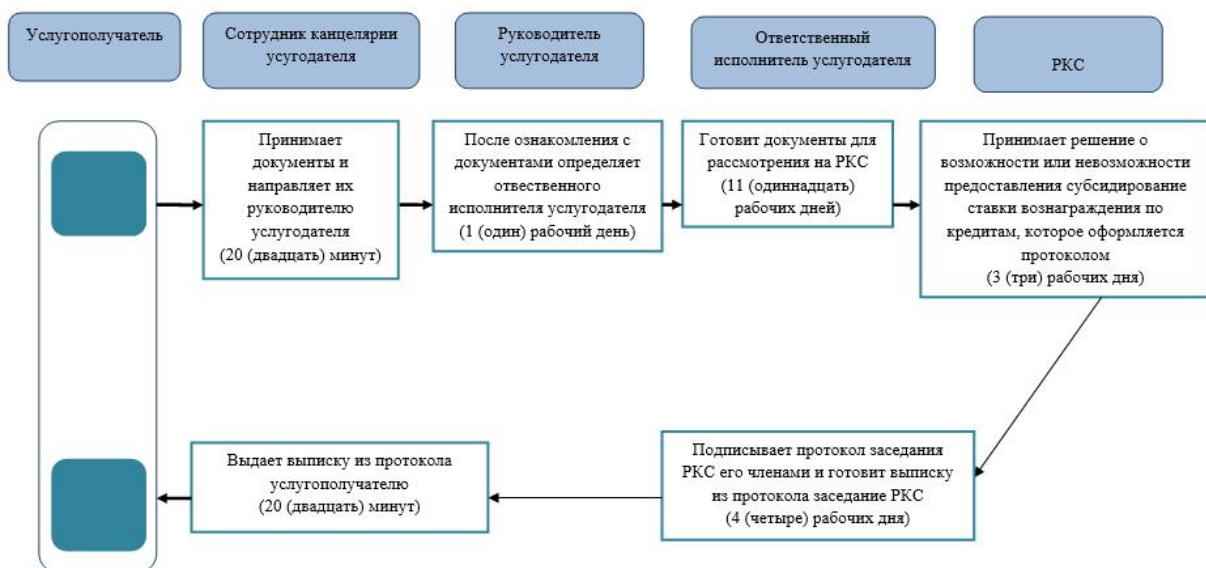 Услугополучатель
Сотрудник канцелярии
усугодателя
Руководитель
услугодателя
Ответственный
исполнитель услугодателя
РКС
Принимает
документы и
направляет их
руководителю
услугодателя
(20 (двадцать) минут)
После ознакомления с
документами определяет
отвественного
исполнителя услугодателя
(1 (один) рабочий день)
Готовит документы для
рассмотрения на РКС
(11 (одиннадцать)
рабочих дней)
Принимает решение о
возможности или невозможности
предоставления субсидирование
ставки вознаграждения по
кредитам, которое оформляется
протоколом
(3 (три) рабочих дня)
Выдает выписку из протокола
услугополучателю
(20 (двадцать) минут)
Подписывает протокол заседания
РКС его членами и готовит выписку
из протокола заседание РКС
(4 (четыре) рабочих дня)